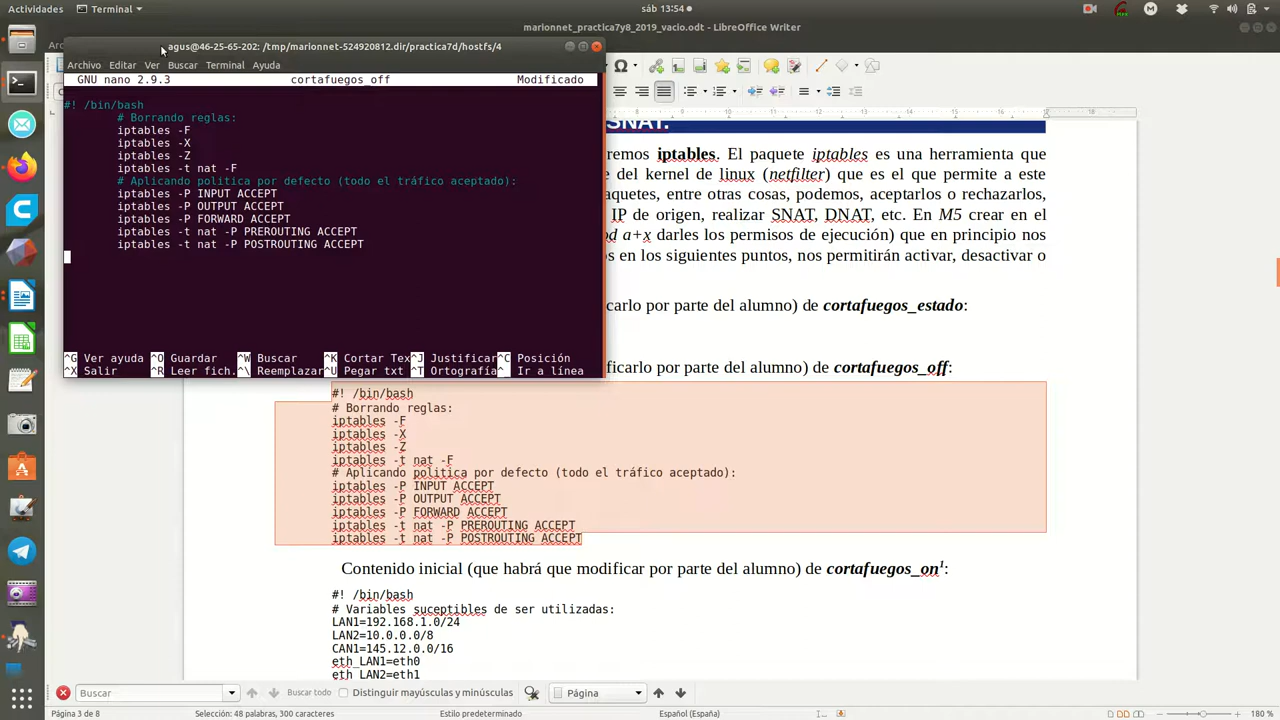 Actividades
Terminal
sáb 13:54
marionnet_practica7y8_2019_vacio.odt - LibreOffice Writer
agus@46-25-65-202: /tmp/marionnet-524920812.dir/practica7d/hostfs/4
Archivo Editar Ver Buscar Terminal Ayuda
GNU nano 2.9.3 cortafuegos_off Modificado
#! /bin/bash
# Borrando reglas:
iptables -F
iptables -X
iptables -Z
iptables -t nat -F
# Aplicando politica por defecto (todo el tráfico aceptado):
iptables -P INPUT ACCEPT
iptables -P OUTPUT ACCEPT
iptables -P FORWARD ACCEPT
iptables -t nat -P PREROUTING ACCEPT
iptables -t nat -P POSTROUTING ACCEPT
^G Ver ayuda ^O Guardar ^W Buscar ^K Cortar Tex ^J Justificar ^C Posición
^X Salir ^R Leer fich. ^\ Reemplazar ^U Pegar txt ^T Ortografía ^ Ir a línea
SNAT.
remos iptables. El paquete iptables es una herramienta que
e del kernel de linux (netfilter) que es el que permite a este
aquetes, entre otras cosas, podemos, aceptarlos o rechazarlos,
IP de origen, realizar SNAT, DNAT, etc. En M5 crear en el
od a+x darles los permisos de ejecución) que en principio nos
os en los siguientes puntos, nos permitirán activar, desactivar o
carlo por parte del alumno) de cortafuegos_estado:
ificarlo por parte del alumno) de cortafuegos_off:
#! /bin/bash
# Borrando reglas:
iptables -F
iptables -X
iptables -Z
iptables -t nat -F
# Aplicando politica por defecto (todo el tráfico aceptado):
iptables -P INPUT ACCEPT
iptables -P OUTPUT ACCEPT
iptables -P FORWARD ACCEPT
iptables -t nat -P PREROUTING ACCEPT
iptables -t nat -P POSTROUTING ACCEPT
Contenido inicial (que habrá que modificar por parte del alumno) de cortafuegos_on1:
#! /bin/bash
# Variables suceptibles de ser utilizadas:
LAN1=192.168.1.0/24
LAN2=10.0.0.0/8
CAN1=145.12.0.0/16
eth_LAN1=eth0
eth_LAN2=eth1
Buscar Buscar todo Distinguir mayúsculas y minúsculas Página
Página 3 de 8 Selección: 48 palabras, 300 caracteres Estilo predeterminado Español (España) 180 %